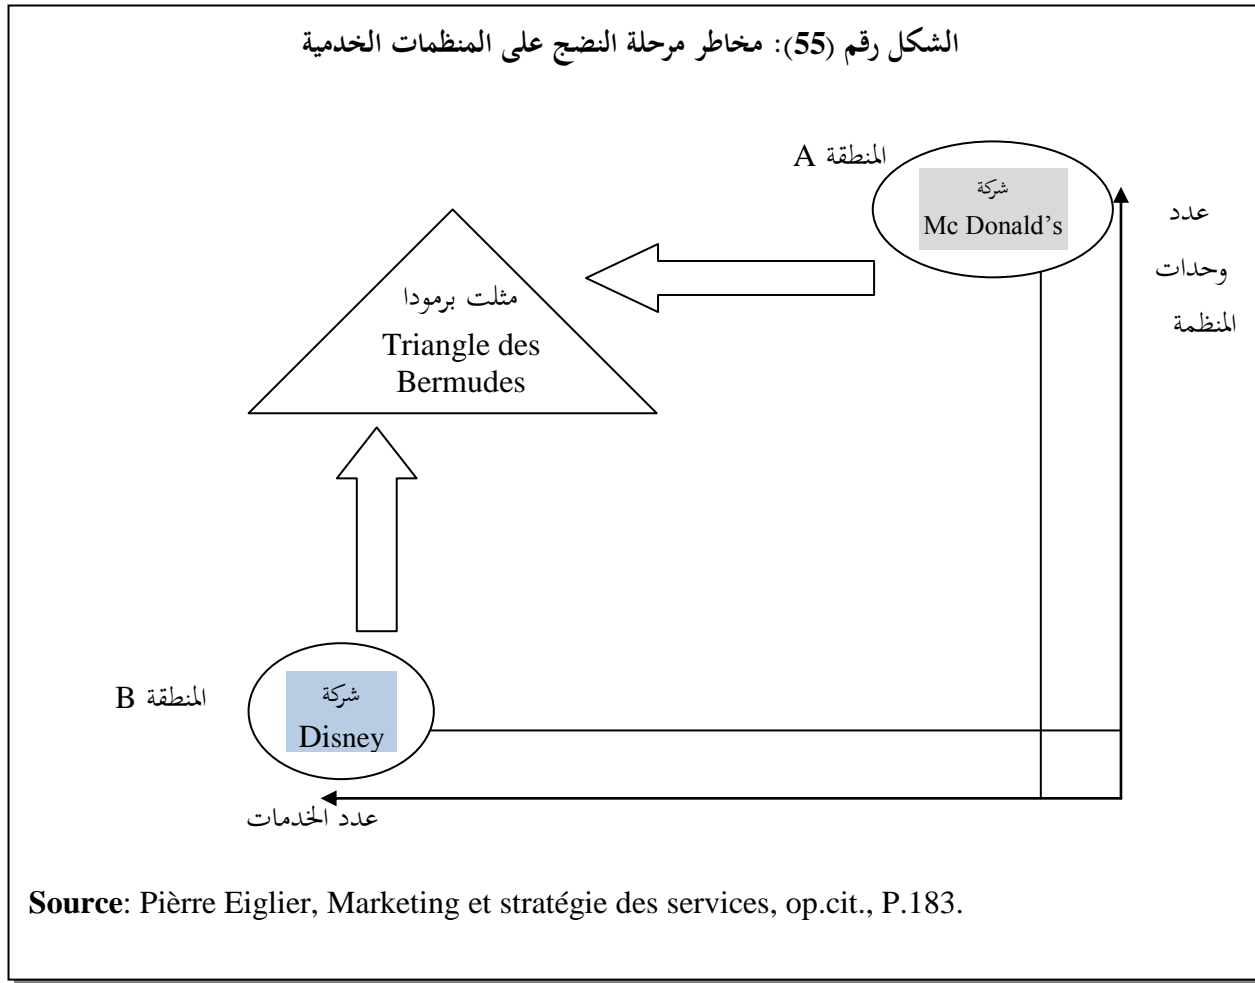 الشكل رقم (55): مخاطر مرحلة النضج على المنظمات الخدمية
المنطقة A
شركة
Mc Donald's
عدد
وحدات
المنظمة
مثلت برمودا
Triangle des
Bermudes
المنطقة B
شركة
Disney
عدد الخدمات
Source: Pièrre Eiglier, Marketing et stratégie des services, op.cit., P.183.